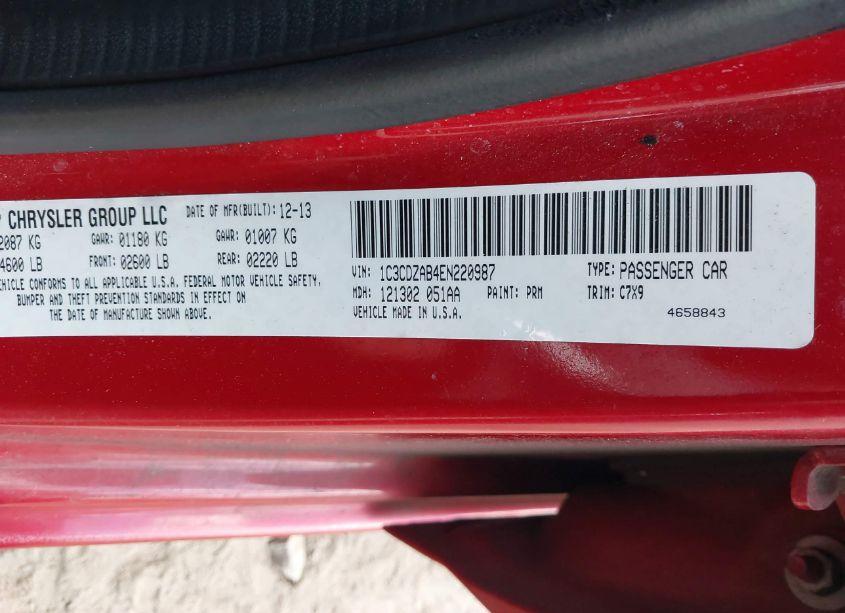 CHRYSLER GROUP LLC DATE OF MFR(BUILT): 12-13
2087 KG GAWR: 01180 KG GAWR: 01007 KG
4600 LB FRONT: 02600 LB REAR: 02220 LB
VEHICLE CONFORMS TO ALL APPLICABLE U.S.A. FEDERAL MOTOR VEHICLE SAFETY,
BUMPER AND THEFT PREVENTION STANDARDS IN EFFECT ON
THE DATE OF MANUFACTURE SHOWN ABOVE.
VIN: 1C3CDZAB4EN220987 TYPE: PASSENGER CAR
MDH: 121302 051AA PAINT: PRM TRIM: C7X9
VEHICLE MADE IN U.S.A. 4658843